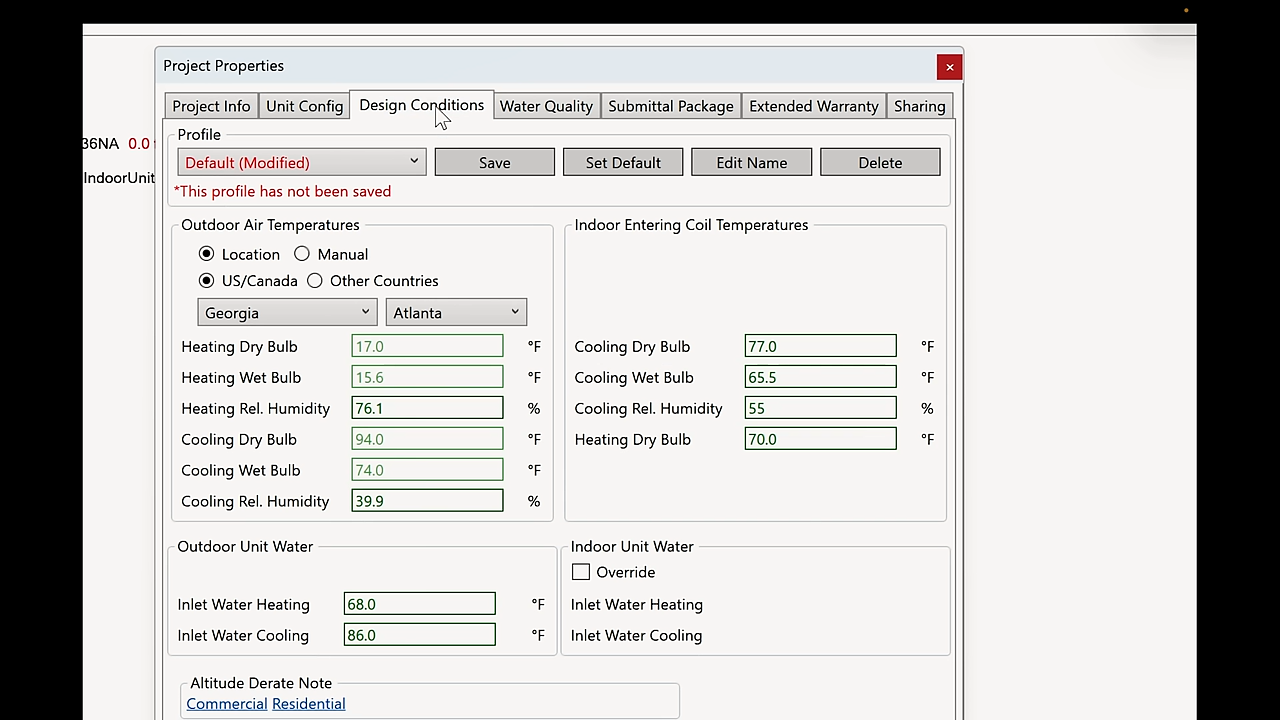 Project Properties
×
Project Info Unit Config Design Conditions Water Quality Submittal Package Extended Warranty Sharing
36NA 0.0
IndoorUnit
Profile
Default (Modified) Save Set Default Edit Name Delete
*This profile has not been saved
Outdoor Air Temperatures
Location Manual
US/Canada Other Countries
Georgia Atlanta
Heating Dry Bulb 17.0 °F
Heating Wet Bulb 15.6 °F
Heating Rel. Humidity 76.1 %
Cooling Dry Bulb 94.0 °F
Cooling Wet Bulb 74.0 °F
Cooling Rel. Humidity 39.9 %
Indoor Entering Coil Temperatures
Cooling Dry Bulb 77.0 °F
Cooling Wet Bulb 65.5 °F
Cooling Rel. Humidity 55 %
Heating Dry Bulb 70.0 °F
Outdoor Unit Water
Inlet Water Heating 68.0 °F
Inlet Water Cooling 86.0 °F
Indoor Unit Water
Override
Inlet Water Heating
Inlet Water Cooling
Altitude Derate Note
Commercial Residential